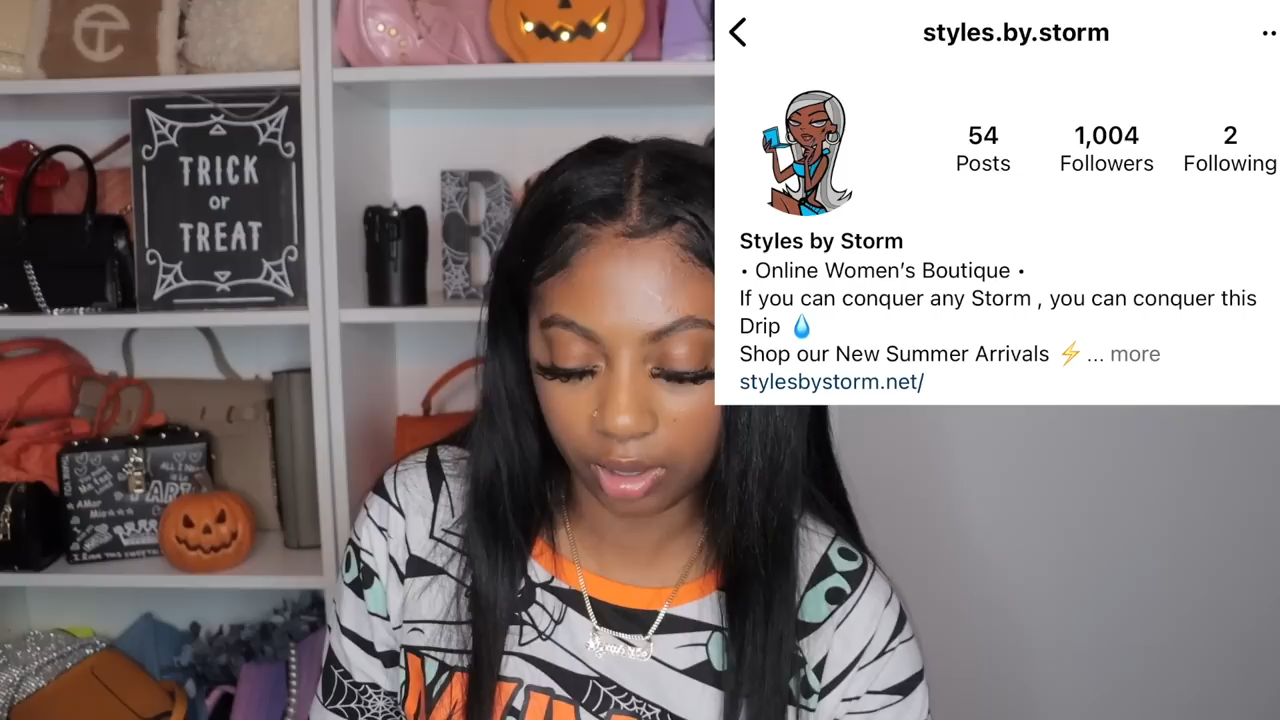 styles.by.storm
54
1,004
2
Posts
Followers
Following
Styles by Storm
• Online Women’s Boutique •
If you can conquer any Storm , you can conquer this
Drip 💧
Shop our New Summer Arrivals ⚡ ... more
stylesbystorm.net/
TRICK
or
TREAT